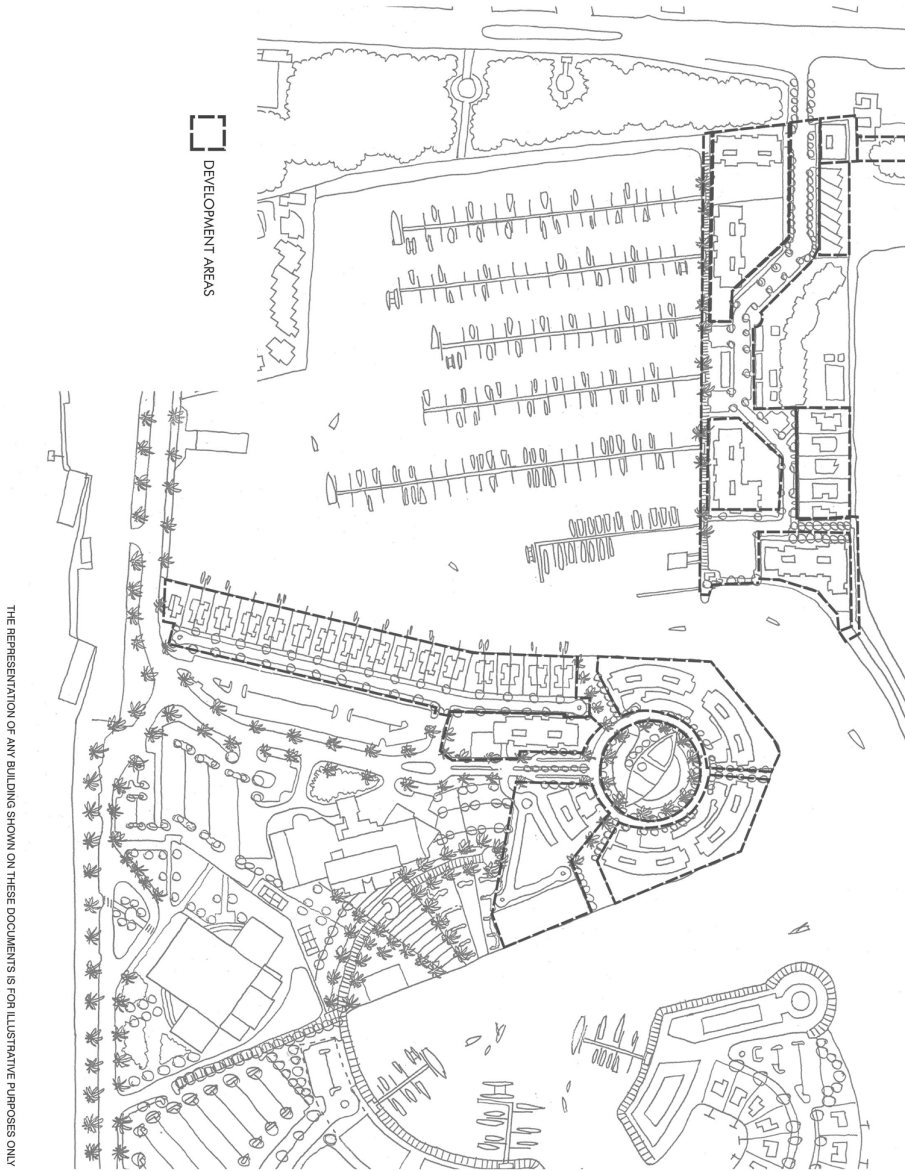 DEVELOPMENT AREAS
THE REPRESENTATION OF ANY BUILDING SHOWN ON THESE DOCUMENTS IS FOR ILLUSTRATIVE PURPOSES ONLY